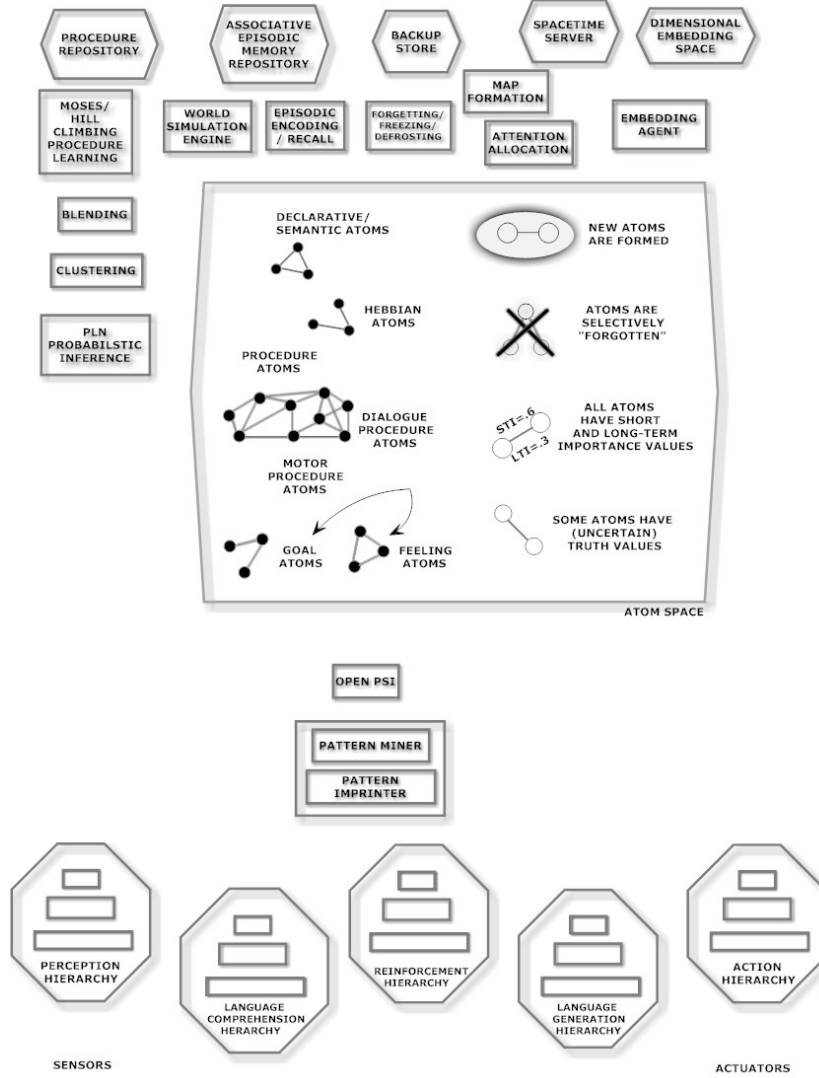 PROCEDURE
REPOSITORY
ASSOCIATIVE
EPISODIC
MEMORY
REPOSITORY
BACKUP
STORE
SPACETIME
SERVER
DIMENSIONAL
EMBEDDING
SPACE
MOSES/
HILL
CLIMBING
PROCEDURE
LEARNING
WORLD
SIMULATION
ENGINE
EPISODIC
ENCODING
/ RECALL
FORGETTING/
FREEZING/
DEFROSTING
MAP
FORMATION
ATTENTION
ALLOCATION
EMBEDDING
AGENT
BLENDING
CLUSTERING
PLN
PROBABILSTIC
INFERENCE
DECLARATIVE/
SEMANTIC ATOMS
HEBBIAN
ATOMS
PROCEDURE
ATOMS
DIALOGUE
PROCEDURE
ATOMS
MOTOR
PROCEDURE
ATOMS
GOAL
ATOMS
FEELING
ATOMS
NEW ATOMS
ARE FORMED
ATOMS ARE
SELECTIVELY
"FORGOTTEN"
STI=.6
LTI=.3
ALL ATOMS
HAVE SHORT
AND LONG-TERM
IMPORTANCE VALUES
SOME ATOMS HAVE
(UNCERTAIN)
TRUTH VALUES
ATOM SPACE
OPEN PSI
PATTERN MINER
PATTERN
IMPRINTER
PERCEPTION
HIERARCHY
LANGUAGE
COMPREHENSION
HERARCHY
REINFORCEMENT
HIERARCHY
LANGUAGE
GENERATION
HIERARCHY
ACTION
HIERARCHY
SENSORS
ACTUATORS